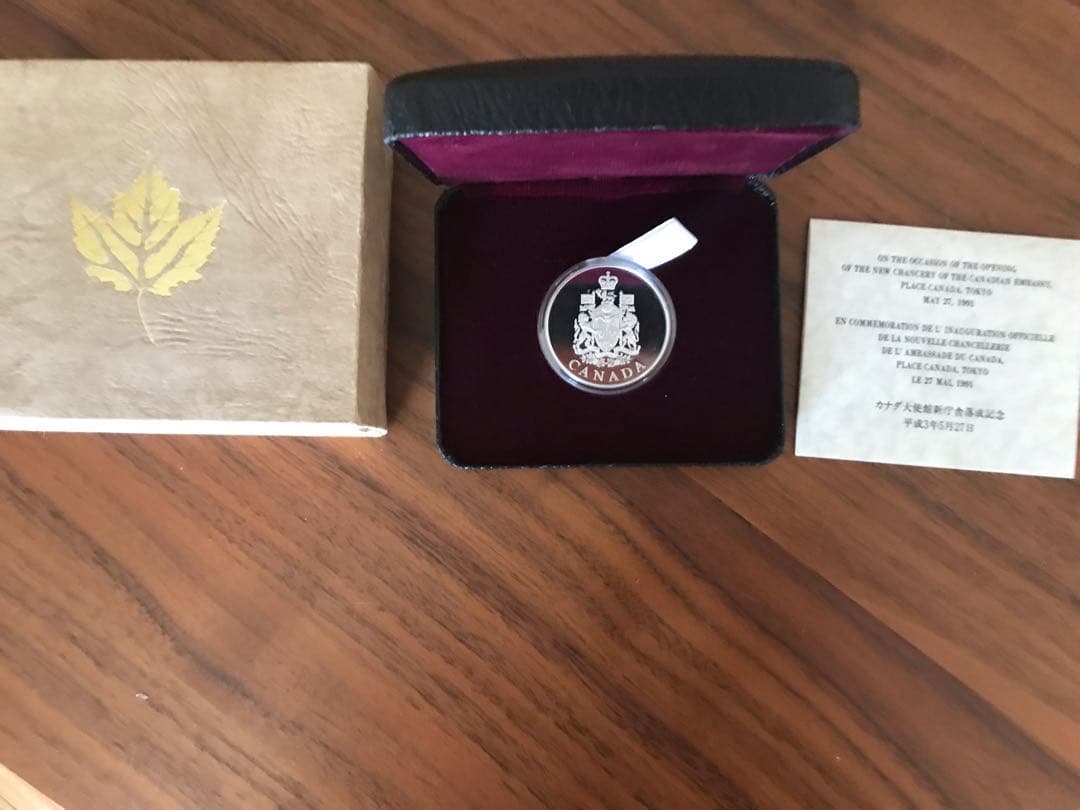 CANADA
ON THE OCCASION OF THE OPENING
OF THE NEW CHANCERY OF THE CANADIAN EMBASSY,
PLACE CANADA, TOKYO
MAY 27, 1991
EN COMMEMORATION DE L' INAUGURATION OFFICIELLE
DE LA NOUVELLE CHANCELLERIE
DE L' AMBASSADE DU CANADA,
PLACE CANADA, TOKYO
LE 27 MAI, 1991
カナダ大使館新庁舎落成記念
平成3年5月27日